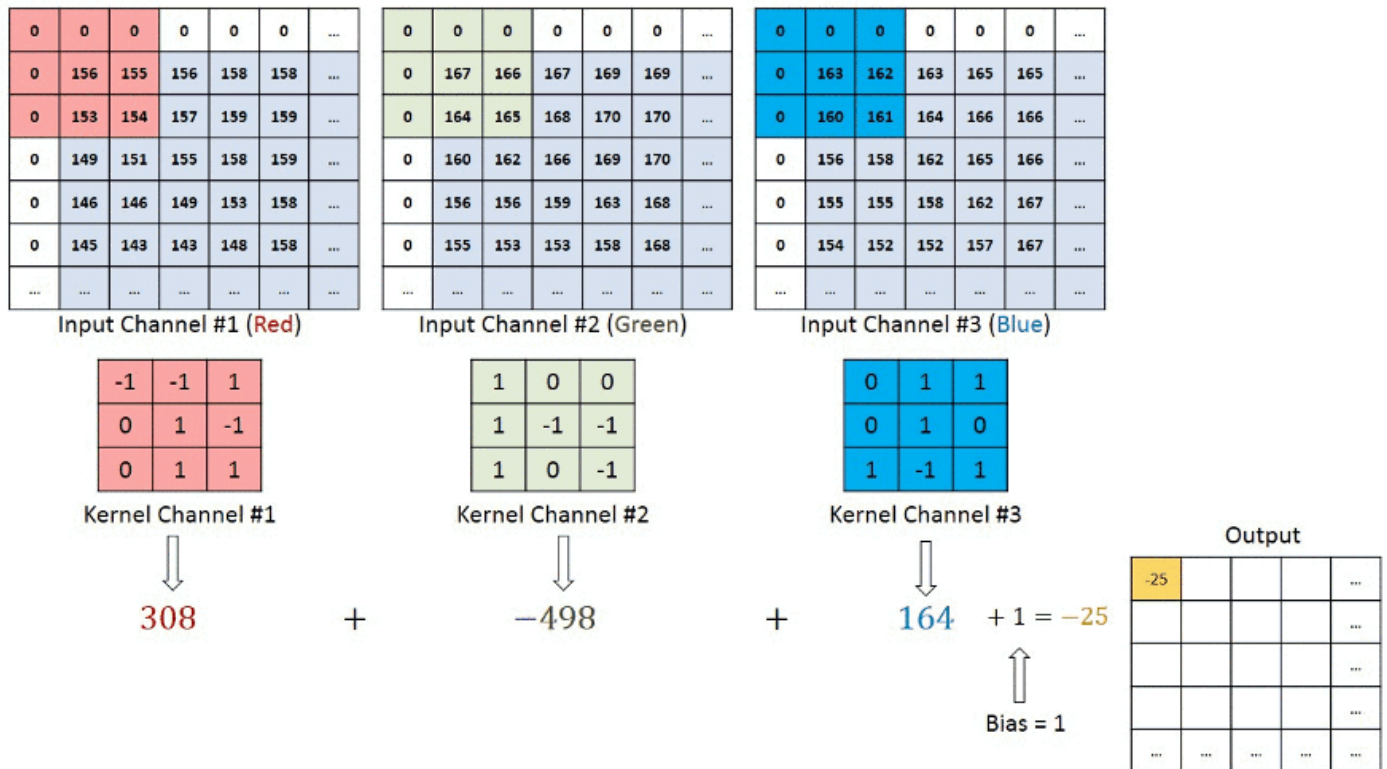 0 0 0 0 0 0 ... 0 0 0 0 0 0 ... 0 0 0 0 0 0 ...
0 156 155 156 158 158 ... 0 167 166 167 169 169 ... 0 163 162 163 165 165 ...
0 153 154 157 159 159 ... 0 164 165 168 170 170 ... 0 160 161 164 166 166 ...
0 149 151 155 158 159 ... 0 160 162 166 169 170 ... 0 156 158 162 165 166 ...
0 146 146 149 153 158 ... 0 156 156 159 163 168 ... 0 155 155 158 162 167 ...
0 145 143 143 148 158 ... 0 155 153 153 158 168 ... 0 154 152 152 157 167 ...
... ... ... ... ... ... ... ... ... ... ... ... ... ... ... ... ... ... ... ... ...
Input Channel #1 (Red) Input Channel #2 (Green) Input Channel #3 (Blue)
-1 -1 1 1 0 0 0 1 1
0 1 -1 1 -1 -1 0 1 0
0 1 1 1 0 -1 1 -1 1
Kernel Channel #1 Kernel Channel #2 Kernel Channel #3
308 + −498 + 164 + 1 = −25
Bias = 1
Output
-25 ...
...
...
...
... ... ... ... ...